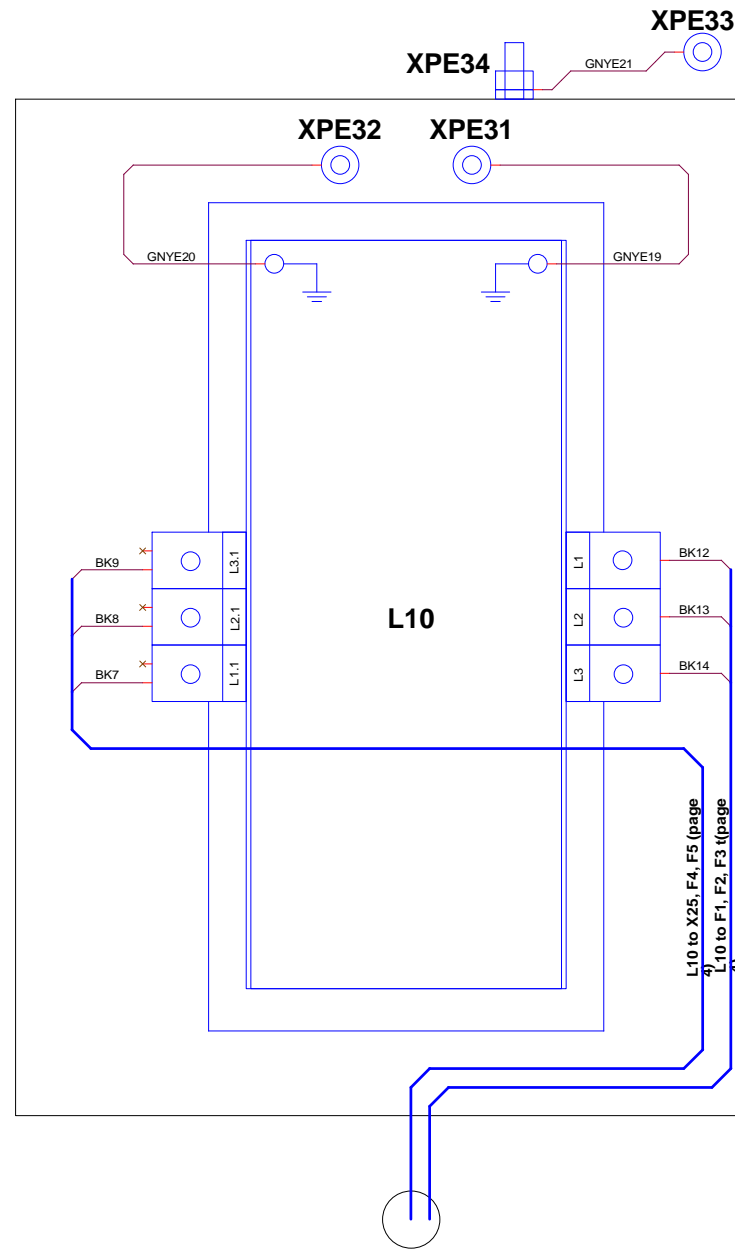 XPE33
XPE34
GNYE21
XPE32
XPE31
GNYE20
GNYE19
BK9
L3.1
L1
BK12
BK8
L2.1
L10
L2
BK13
BK7
L1.1
L3
BK14
L10 to X25, F4, F5 (page
4)
L10 to F1, F2, F3 t(page
4)